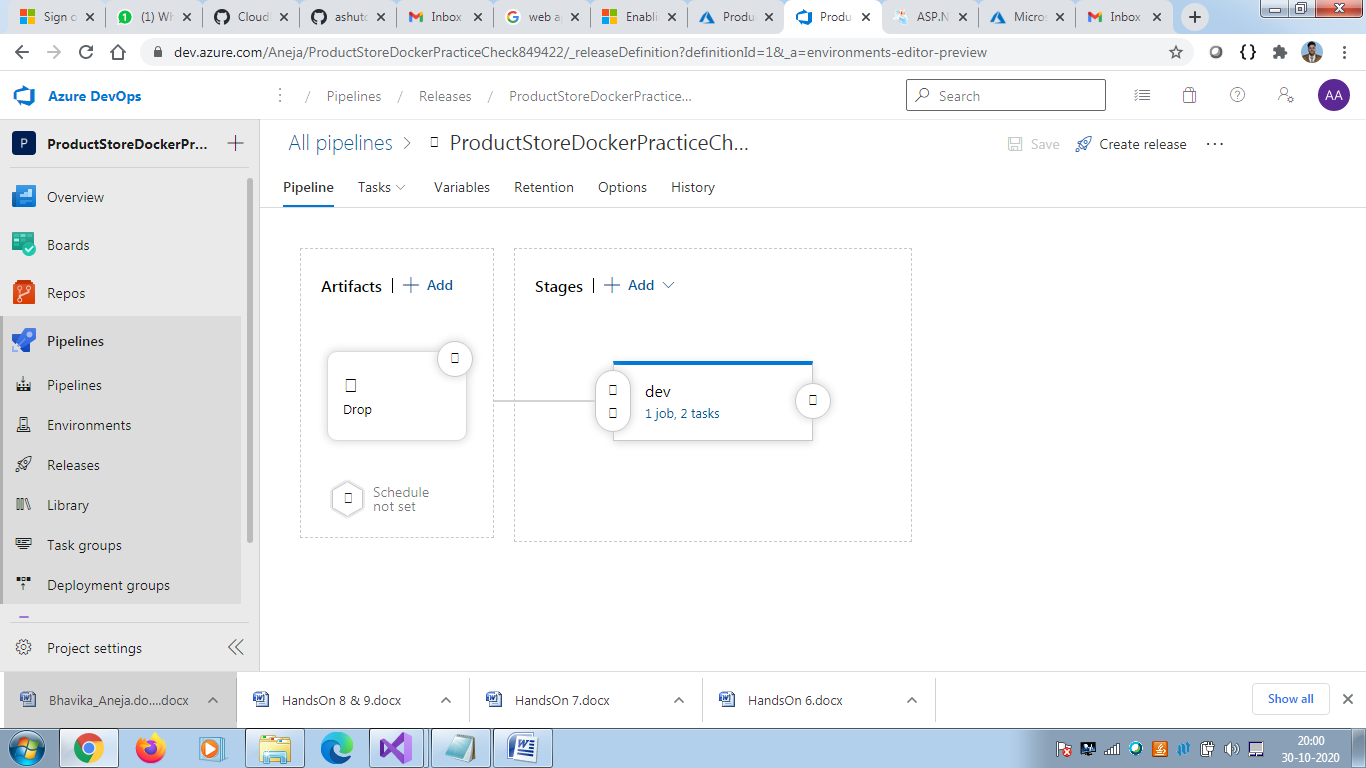 Sign o
(1) Wh
Cloudl
ashuto
Inbox
web a
Enabli
Produ
Produ
ASP.N
Micros
Inbox
dev.azure.com/Aneja/ProductStoreDockerPracticeCheck849422/_releaseDefinition?definitionId=1&_a=environments-editor-preview
Azure DevOps
/ Pipelines / Releases / ProductStoreDockerPractice...
Search
AA
P ProductStoreDockerPr...
All pipelines > ProductStoreDockerPracticeCh...
Save
Create release
Pipeline Tasks Variables Retention Options History
Overview
Boards
Repos
Pipelines
Pipelines
Environments
Releases
Library
Task groups
Deployment groups
Project settings
Artifacts | + Add
Drop
Schedule
not set
Stages | + Add
dev
1 job, 2 tasks
Bhavika_Aneja.do....docx
HandsOn 8 & 9.docx
HandsOn 7.docx
HandsOn 6.docx
Show all
20:00
30-10-2020